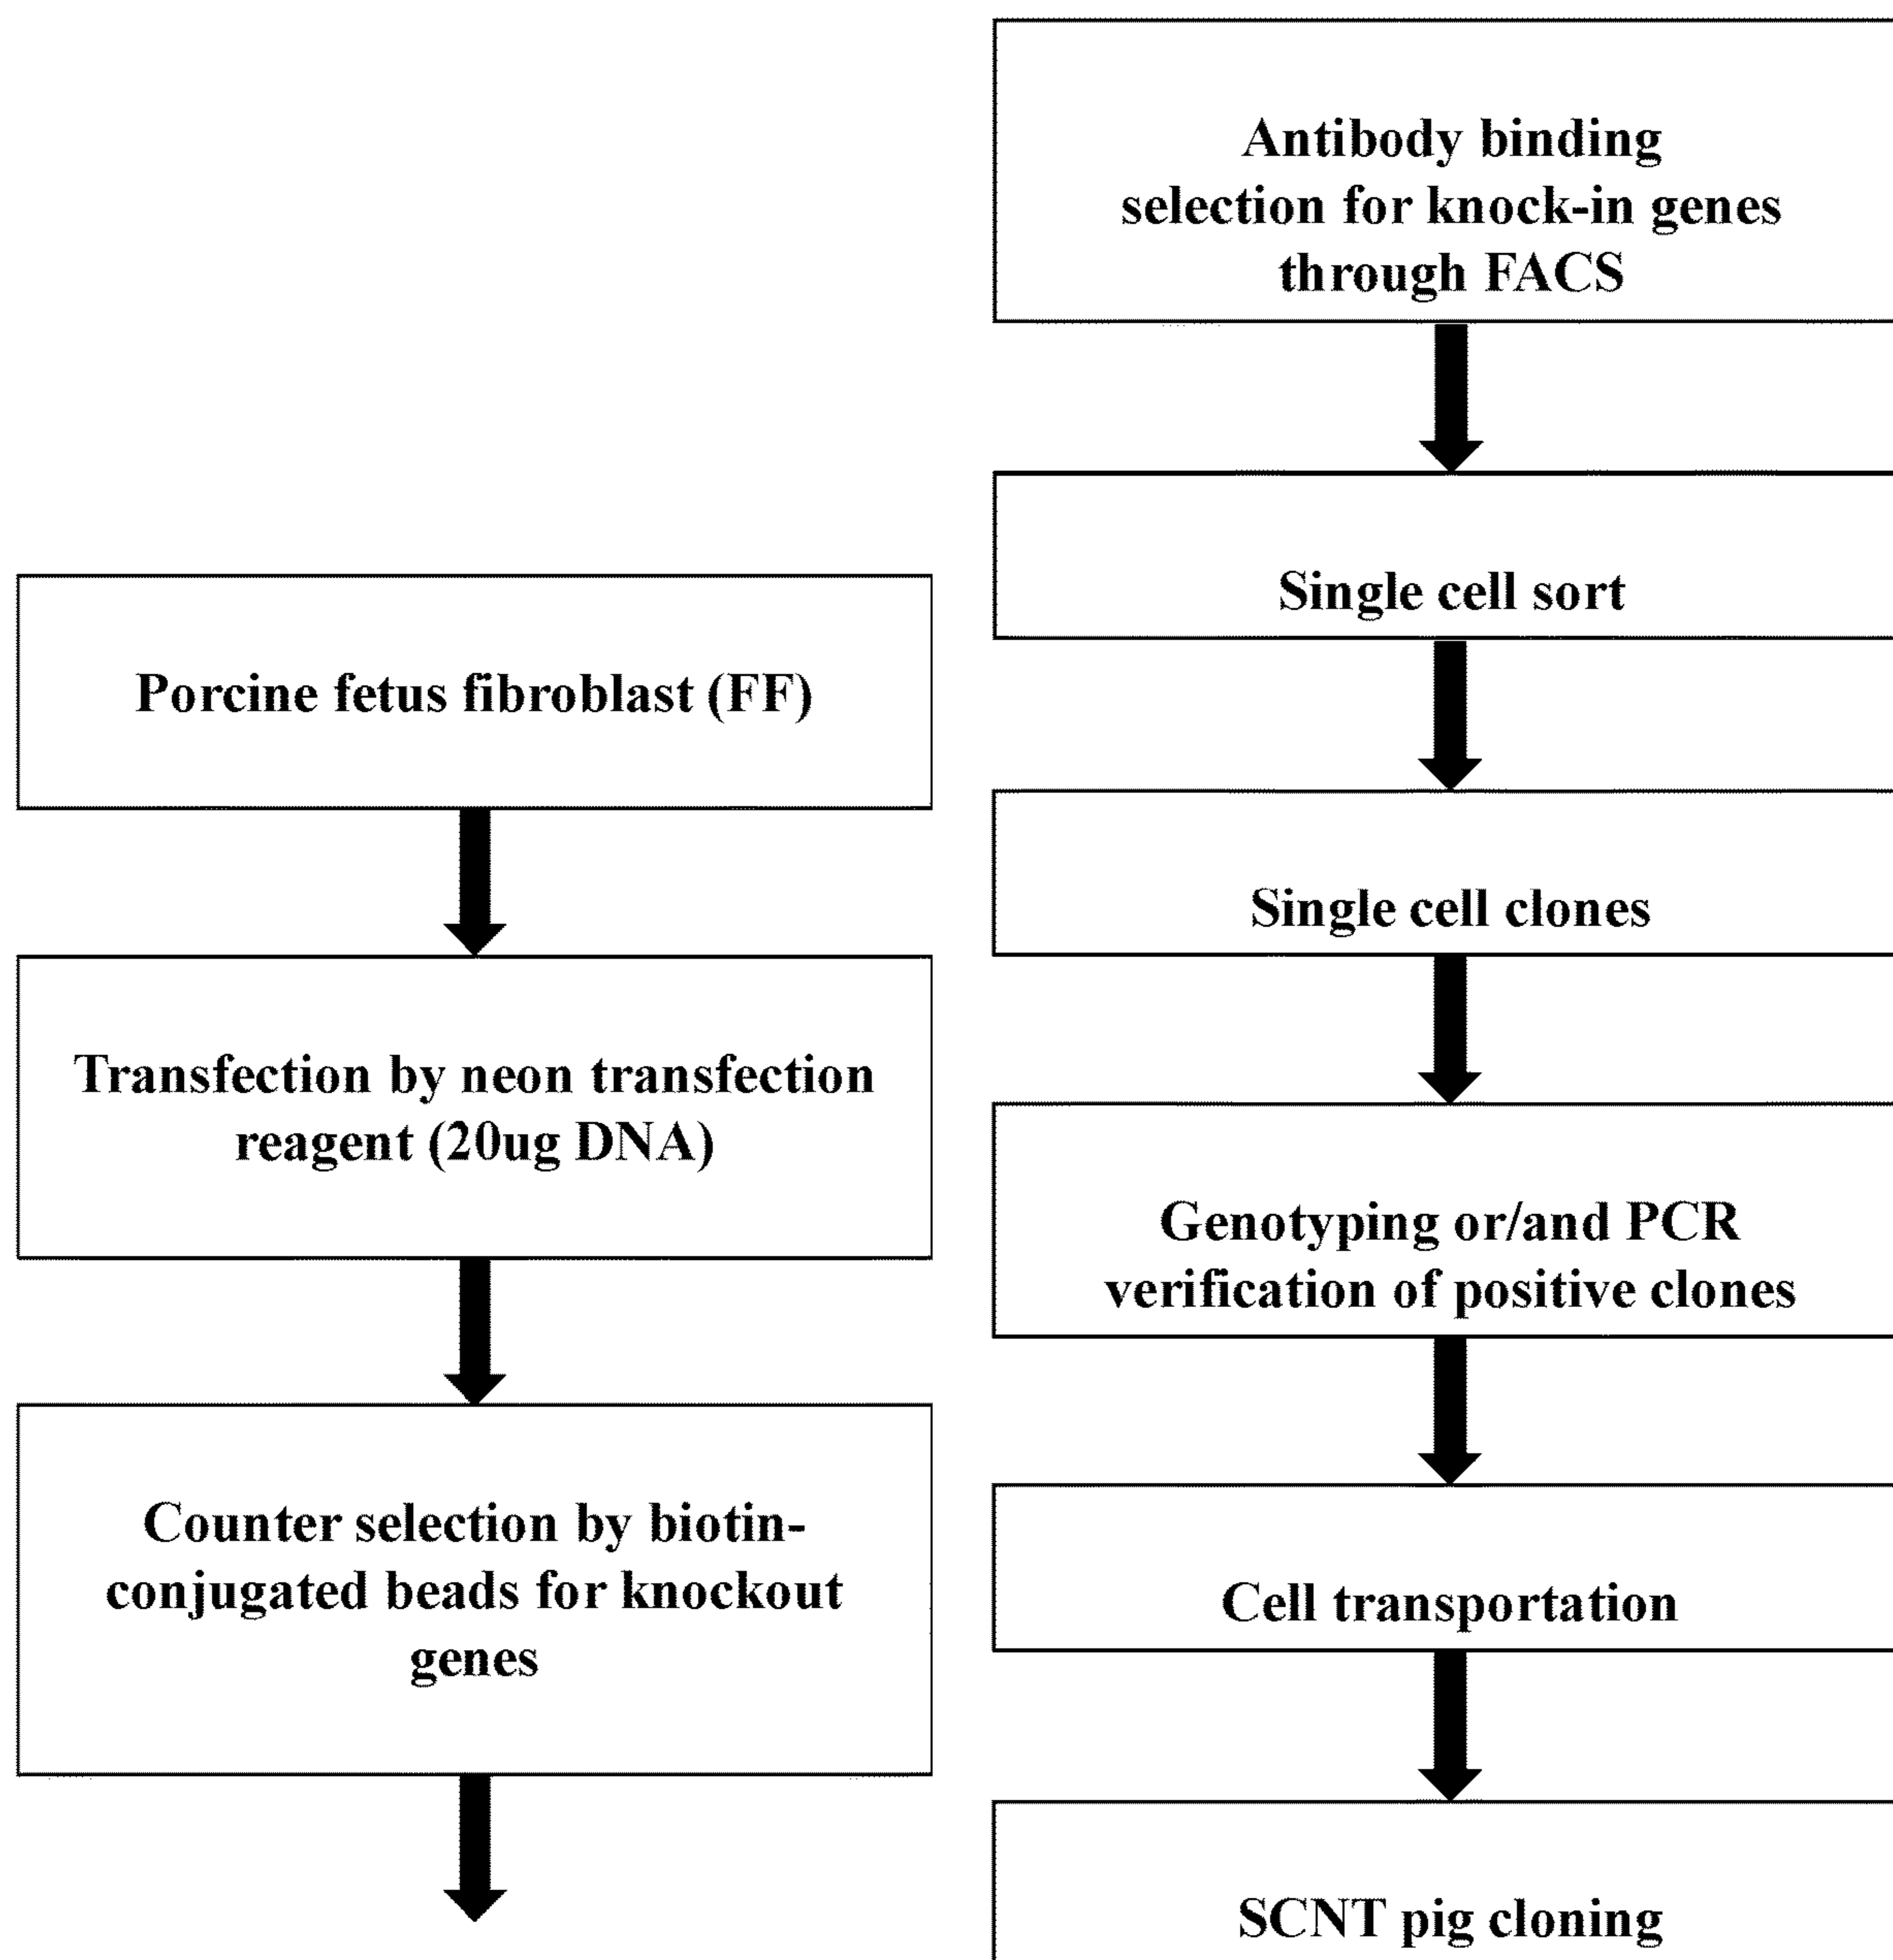 Porcine fetus fibroblast (FF)
Transfection by neon transfection
reagent (20ug DNA)
Counter selection by biotin-
conjugated beads for knockout
genes
Antibody binding
selection for knock-in genes
through FACS
Single cell sort
Single cell clones
Genotyping or/and PCR
verification of positive clones
Cell transportation
SCNT pig cloning